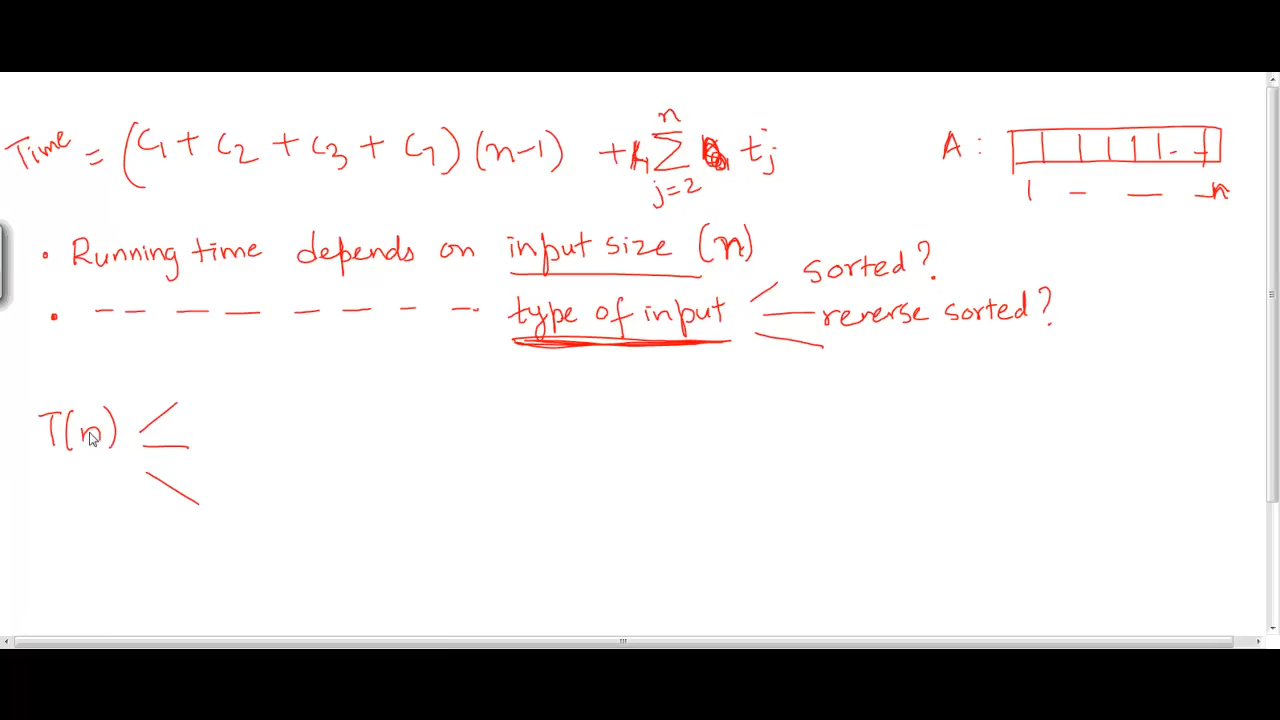 Time = (C1 + C2 + C3 + C7) (n-1) + ∑ tj
n
j=2
A :
1 - — - n
• Running time depends on input size (n)
sorted?
• -- -- - - - - type of input
reverse sorted?
T(n)